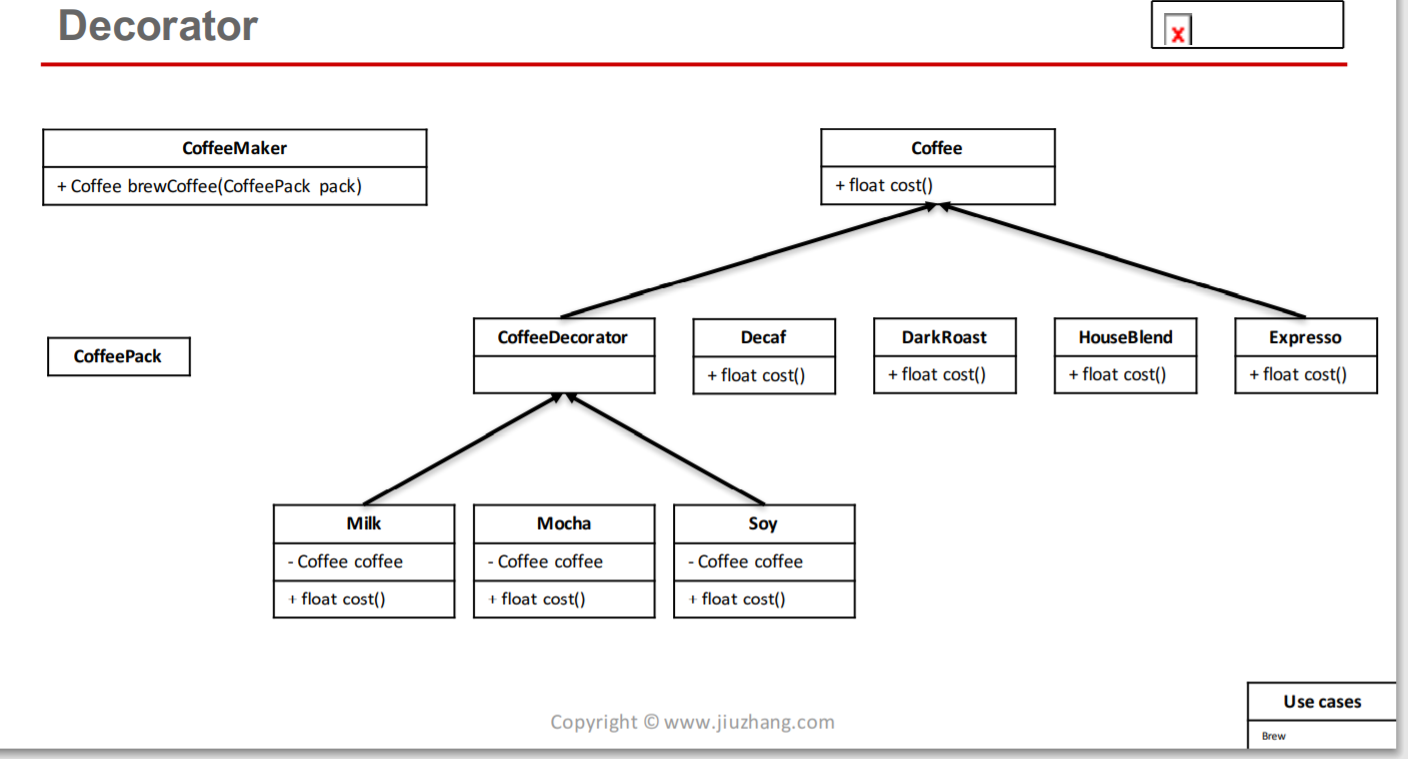 Decorator
x
CoffeeMaker
+ Coffee brewCoffee(CoffeePack pack)
Coffee
+ float cost()
CoffeePack
CoffeeDecorator
Decaf
+ float cost()
DarkRoast
+ float cost()
HouseBlend
+ float cost()
Expresso
+ float cost()
Milk
- Coffee coffee
+ float cost()
Mocha
- Coffee coffee
+ float cost()
Soy
- Coffee coffee
+ float cost()
Use cases
Brew
Copyright © www.jiuzhang.com